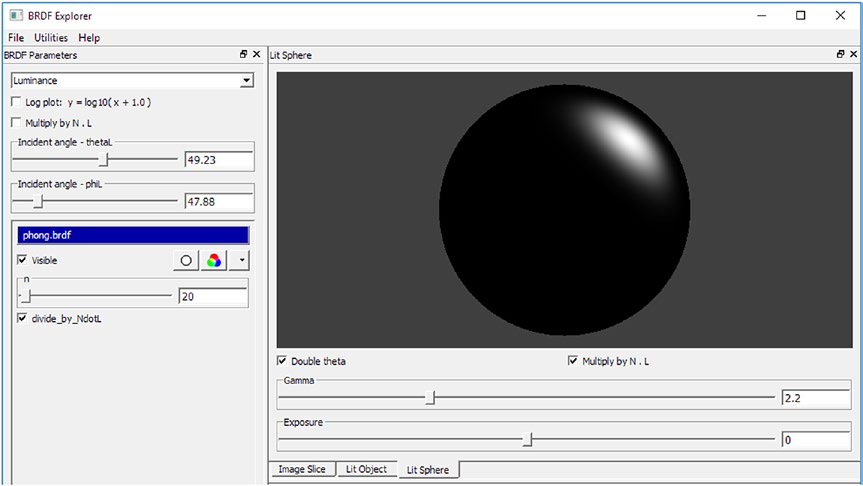 BRDF Explorer
File Utilities Help
BRDF Parameters
Luminance
Log plot: y = log10( x + 1.0 )
Multiply by N . L
Incident angle - thetaL
49.23
Incident angle - phiL
47.88
phong.brdf
Visible
n
20
divide_by_NdotL
Lit Sphere
Double theta
Multiply by N . L
Gamma
2.2
Exposure
0
Image Slice Lit Object Lit Sphere